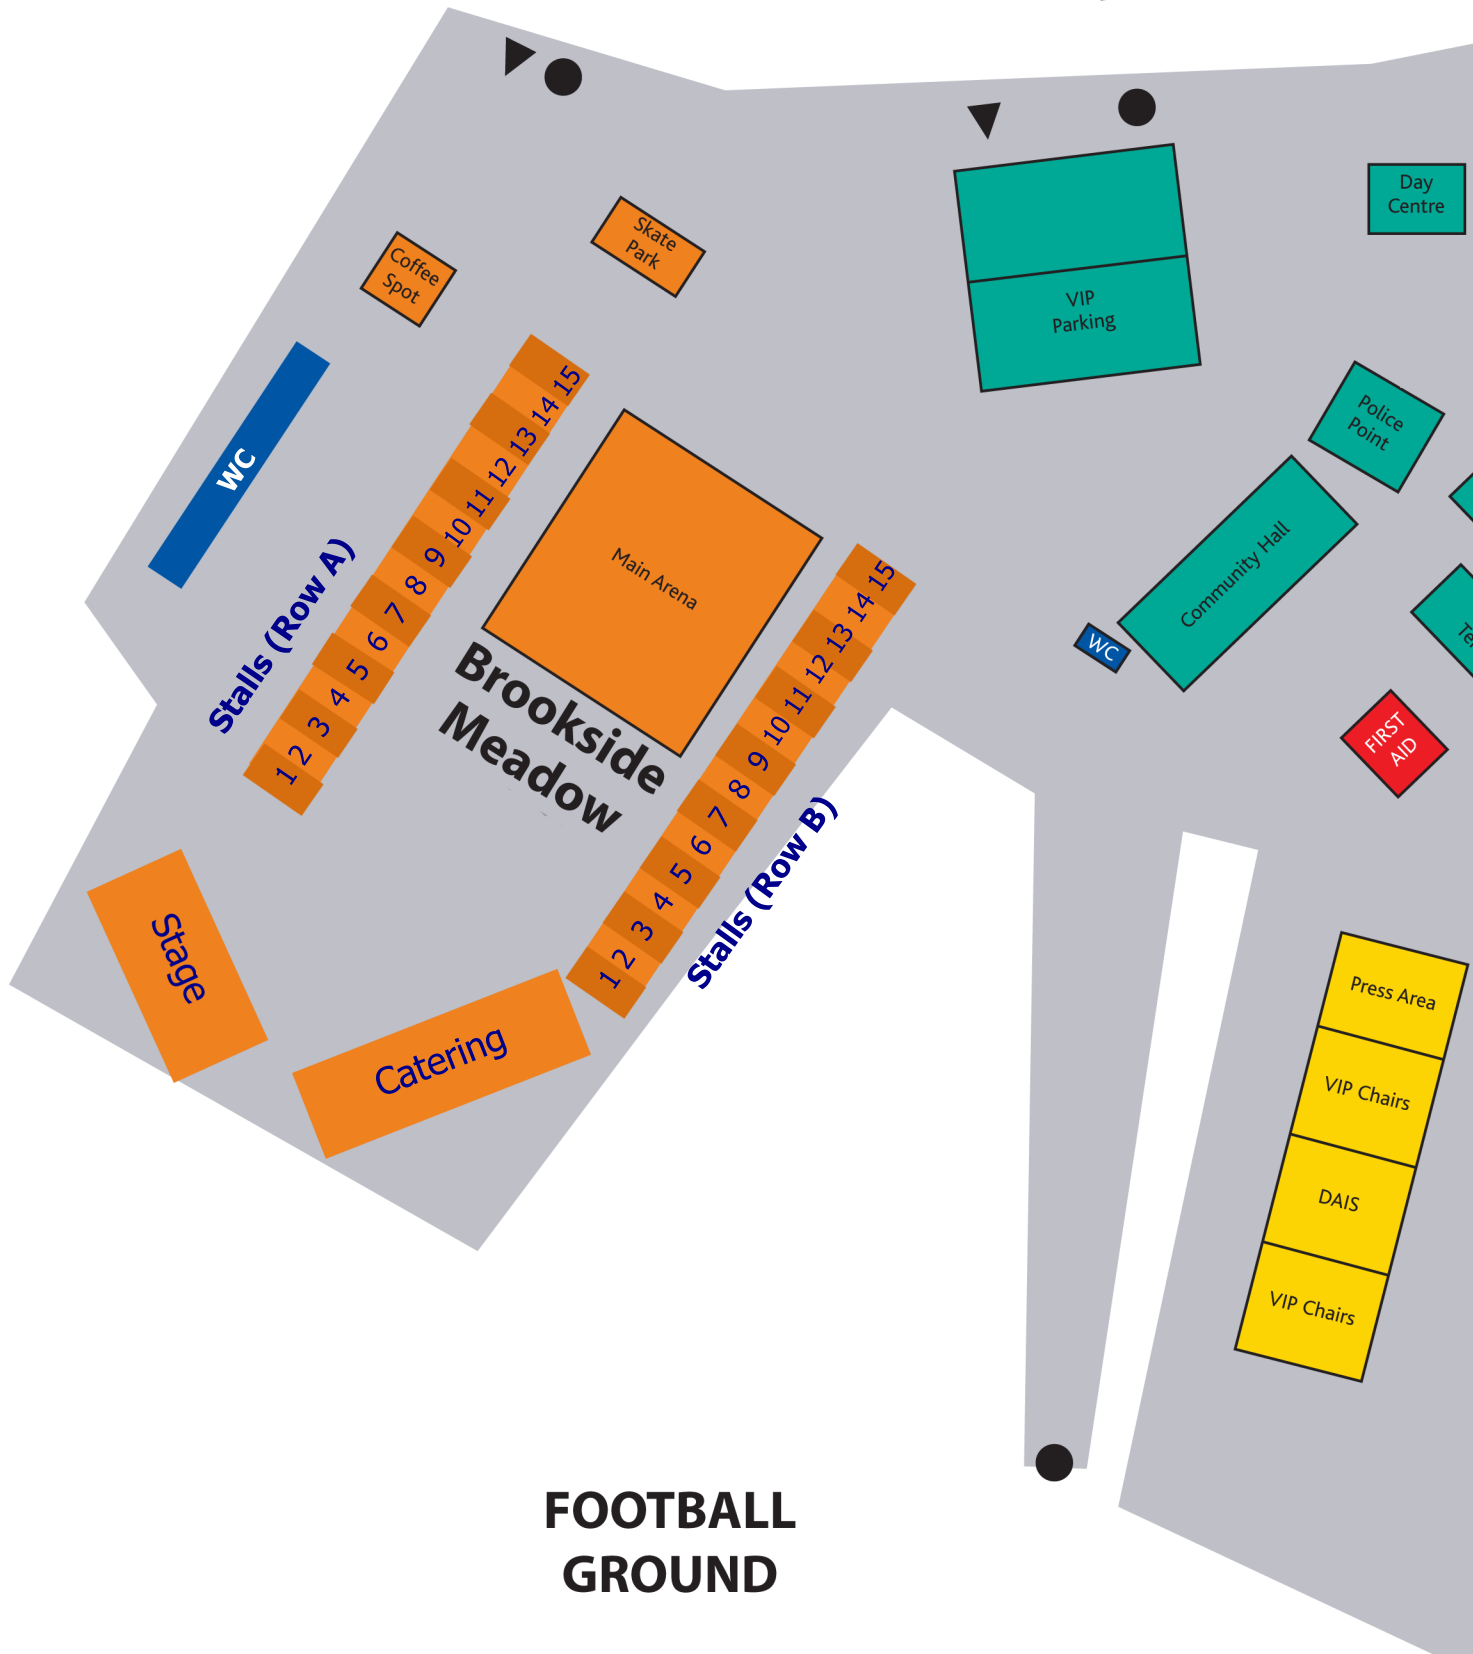 Day
Centre
Skate
Park
Coffee
Spot
VIP
Parking
Police
Point
WC
Stalls (Row A)
1 2 3 4 5 6 7 8 9 10 11 12 13 14 15
Main Arena
Community Hall
WC
Te
Brookside
Meadow
1 2 3 4 5 6 7 8 9 10 11 12 13 14 15
Stalls (Row B)
FIRST
AID
Stage
Catering
Press Area
VIP Chairs
DAIS
VIP Chairs
FOOTBALL
GROUND